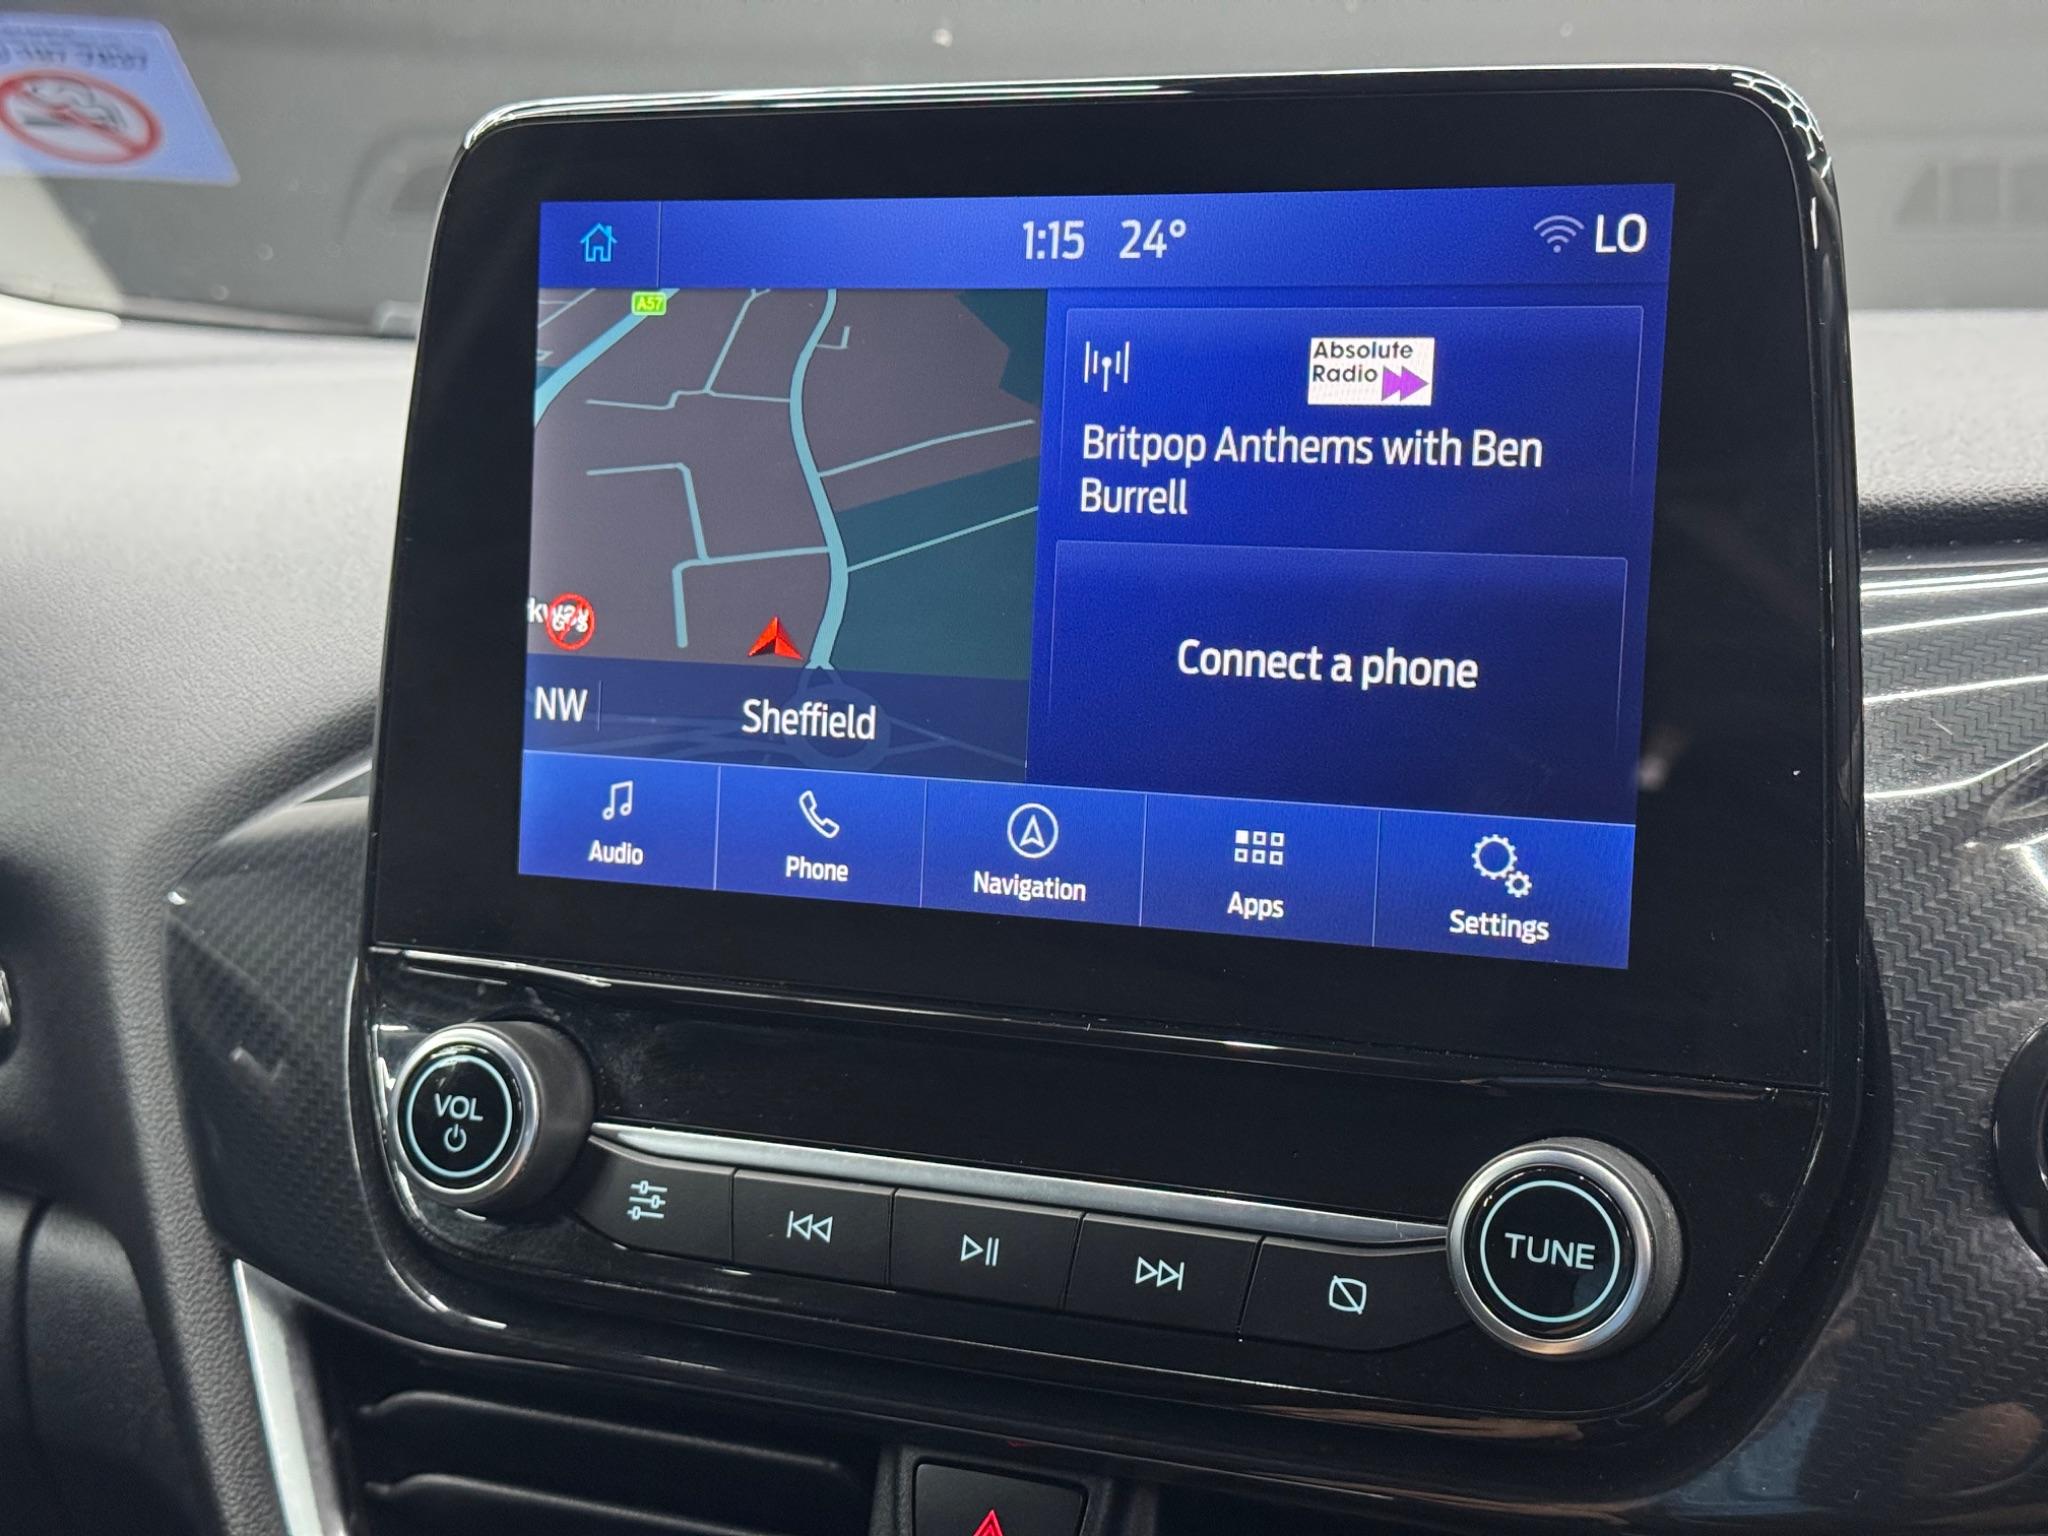 1:15 24° LO
A57
Absolute
Radio
Britpop Anthems with Ben
Burrell
Connect a phone
NW
Sheffield
Audio
Phone
Navigation
Apps
Settings
VOL
TUNE